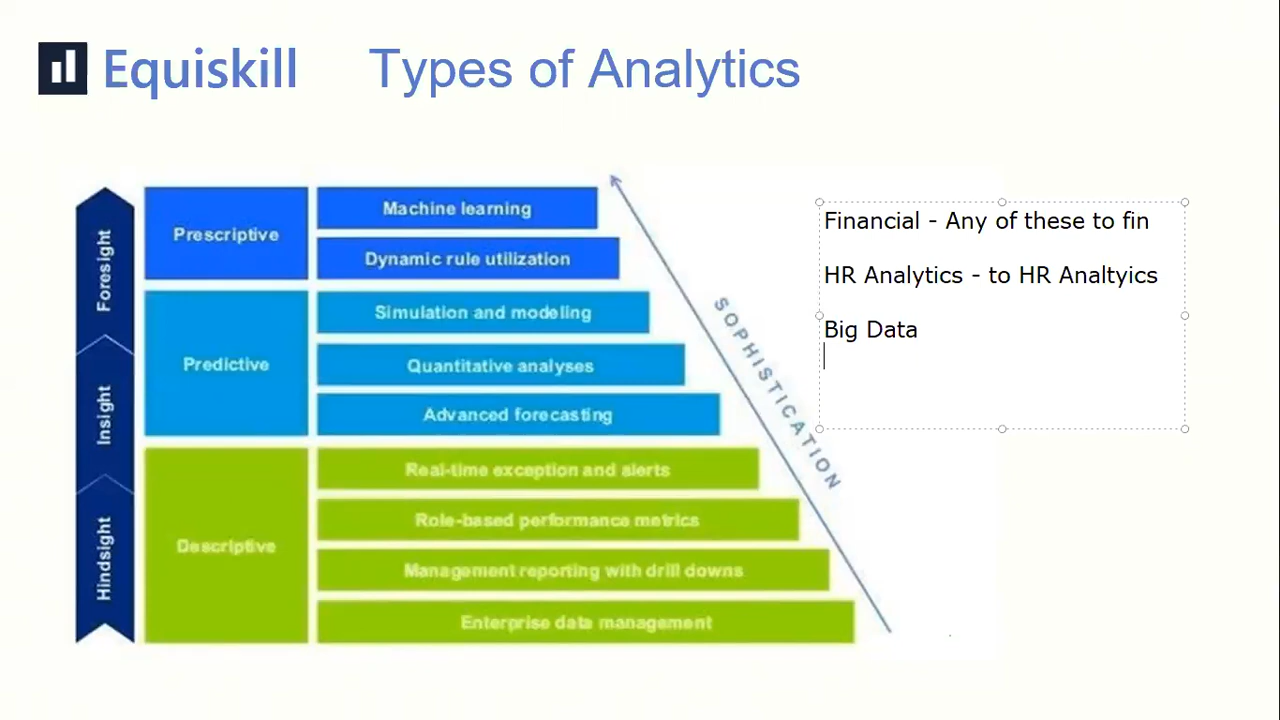 Equiskill
Types of Analytics
Foresight
Insight
Hindsight
Prescriptive
Machine learning
Dynamic rule utilization
Predictive
Simulation and modeling
Quantitative analyses
Advanced forecasting
Descriptive
Real-time exception and alerts
Role-based performance metrics
Management reporting with drill downs
Enterprise data management
SOPHISTICATION
Financial - Any of these to fin
HR Analytics - to HR Analtyics
Big Data